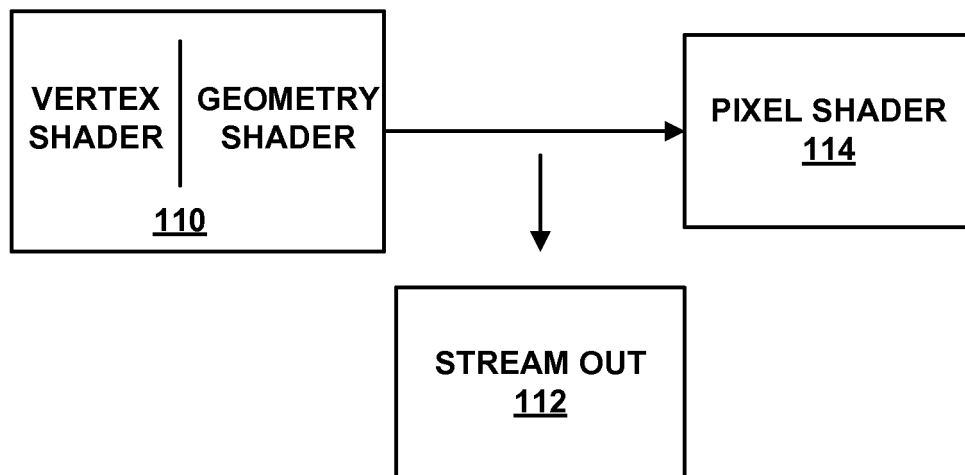 VERTEX
SHADER
GEOMETRY
SHADER
110
PIXEL SHADER
114
STREAM OUT
112